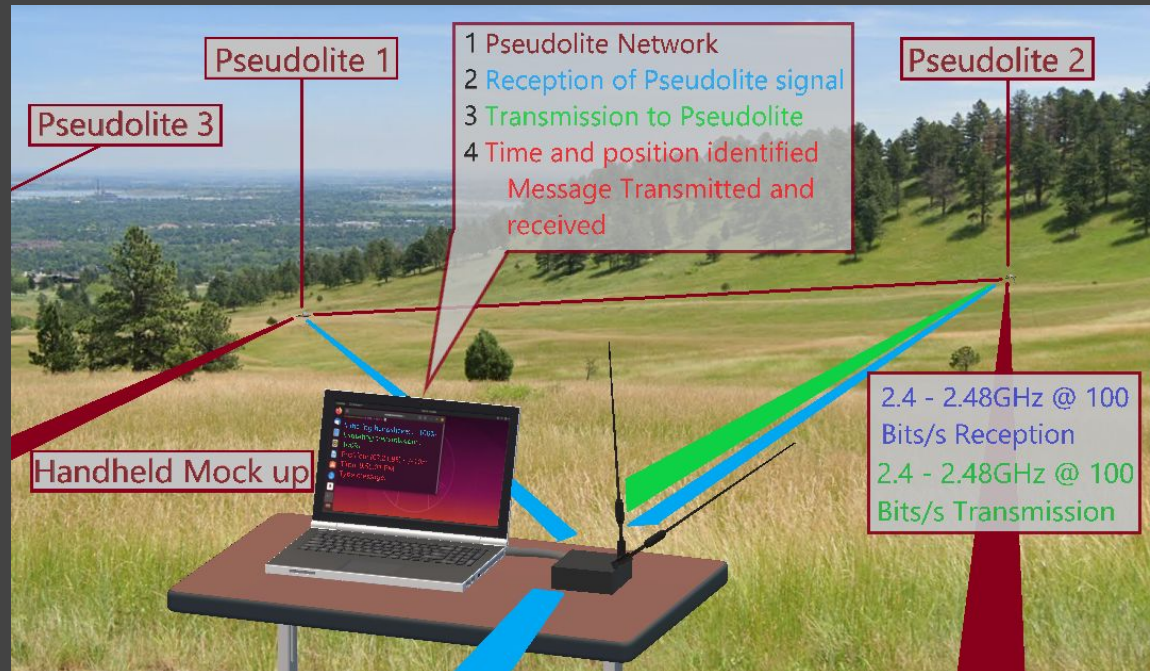 Pseudolite 1
1 Pseudolite Network
2 Reception of Pseudolite signal
3 Transmission to Pseudolite
4 Time and position identified
Message Transmitted and
received
Pseudolite 2
Pseudolite 3
2.4 - 2.48GHz @ 100
Bits/s Reception
2.4 - 2.48GHz @ 100
Bits/s Transmission
Handheld Mock up